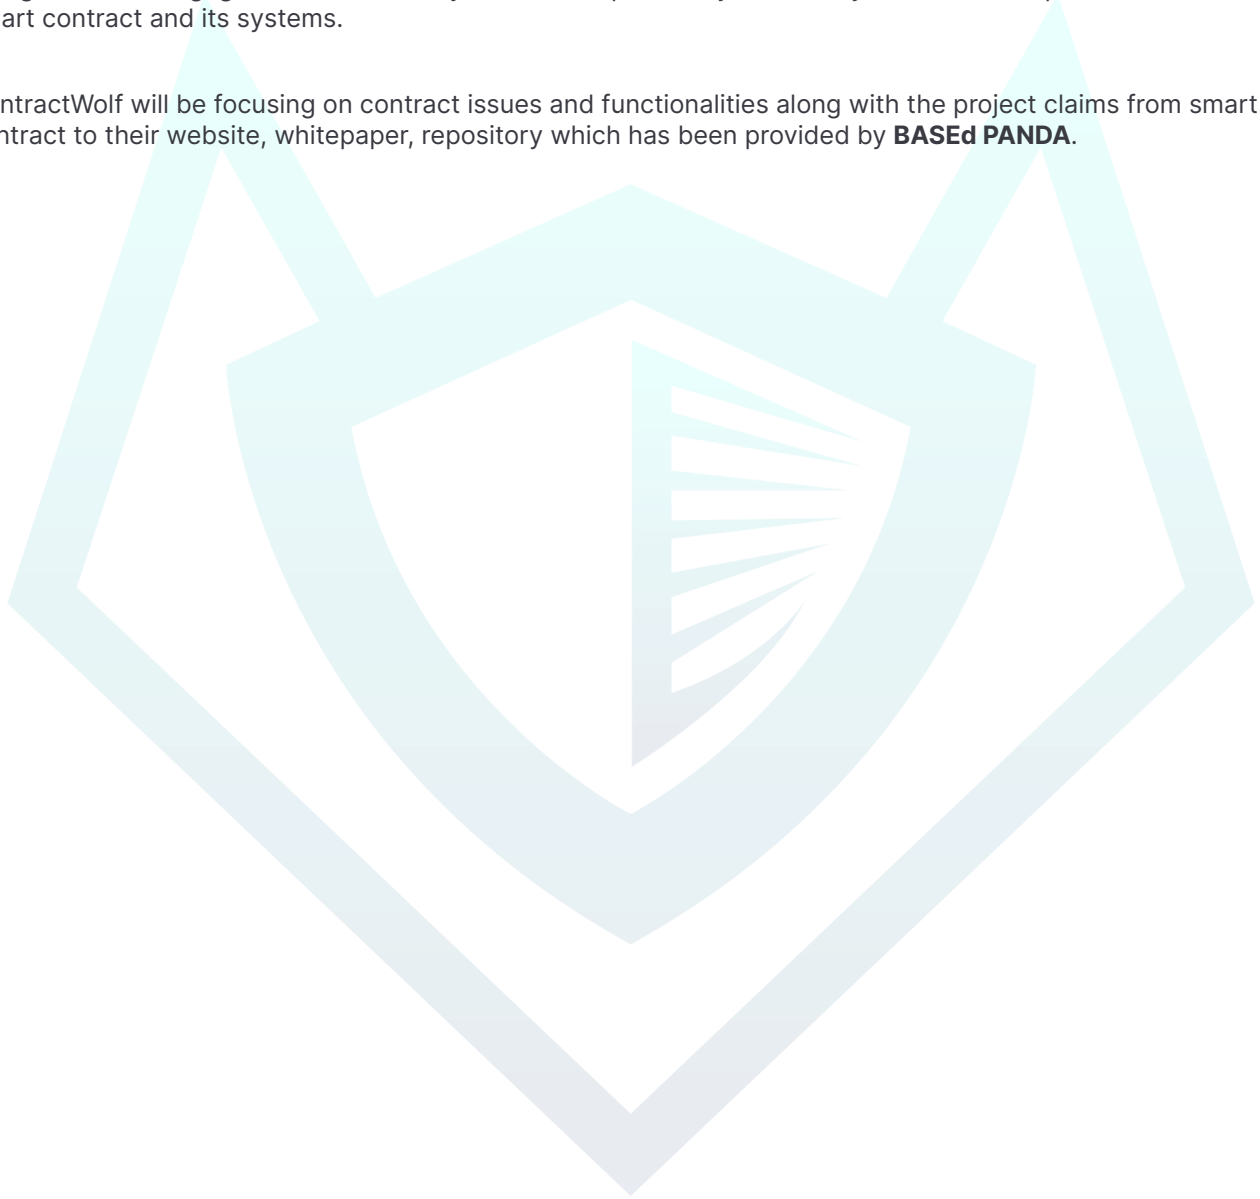 art contract and its systems.
ntractWolf will be focusing on contract issues and functionalities along with the project claims from smart
ntract to their website, whitepaper, repository which has been provided by BASEd PANDA.